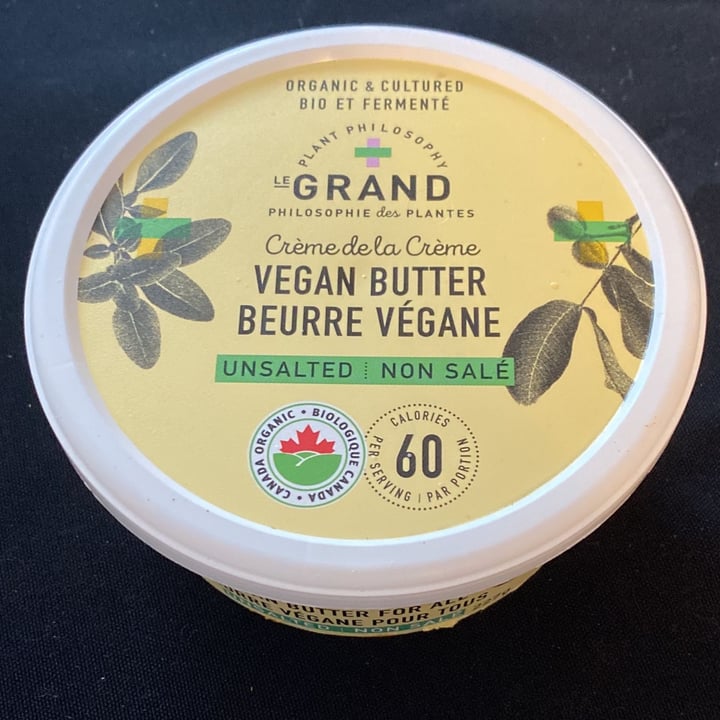 ORGANIC & CULTURED
BIO ET FERMENTÉ
PLANT PHILOSOPHY
LE GRAND
PHILOSOPHIE des PLANTES
Crème de la Crème
VEGAN BUTTER
BEURRE VÉGANE
UNSALTED NON SALÉ
CANADA ORGANIC • BIOLOGIQUE CANADA •
CALORIES
60
PER SERVING | PAR PORTION
BUTTER FOR ALL
VÉGANE POUR TOUS
UNSALTED NON SALÉ 227g